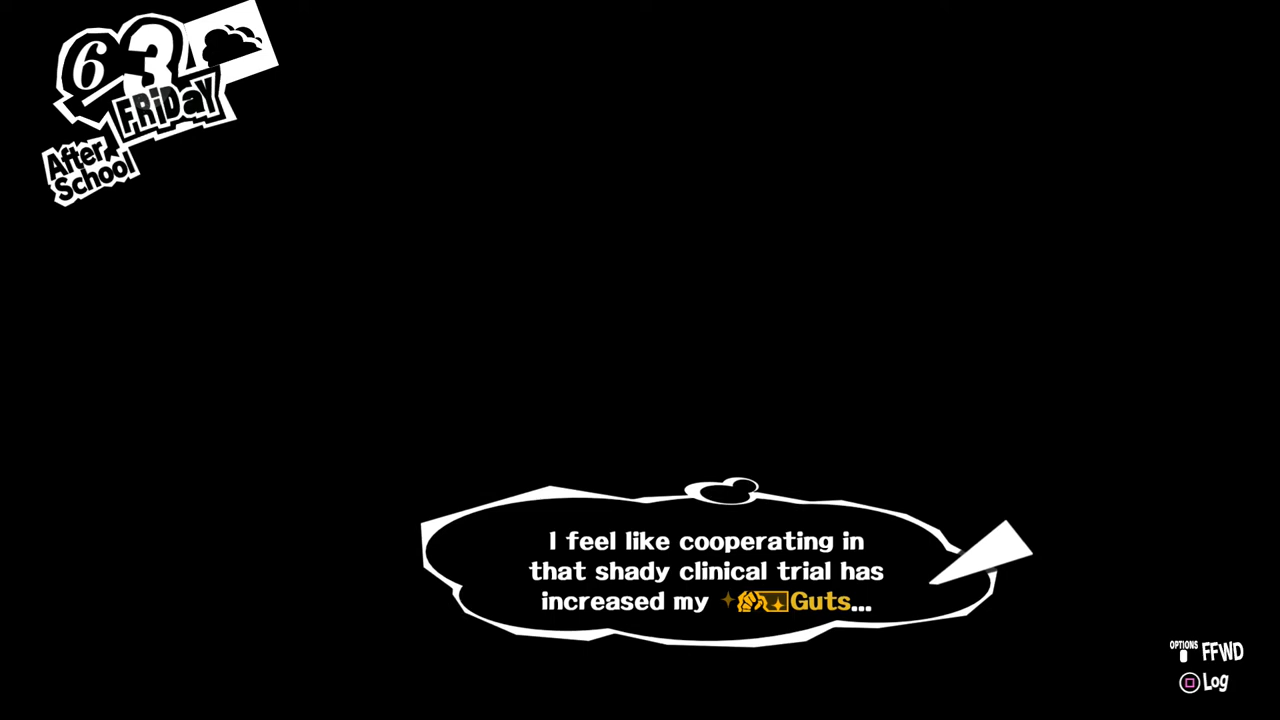 6 3
FRiDaY
After
School
I feel like cooperating in
that shady clinical trial has
increased my Guts...
OPTIONS FFWD
Log